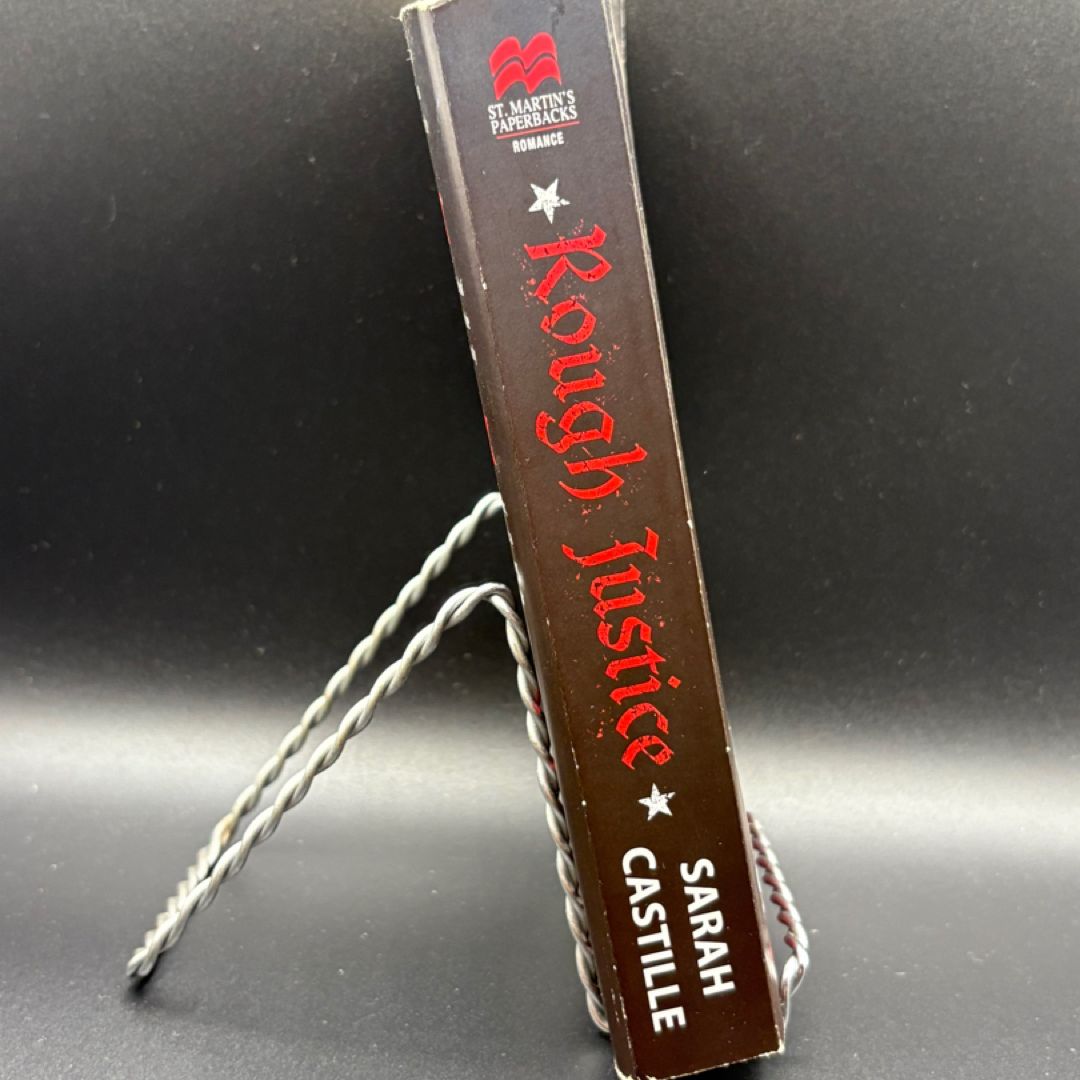 ST. MARTIN'S
PAPERBACKS
ROMANCE
Rough Justice
SARAH
CASTILLE